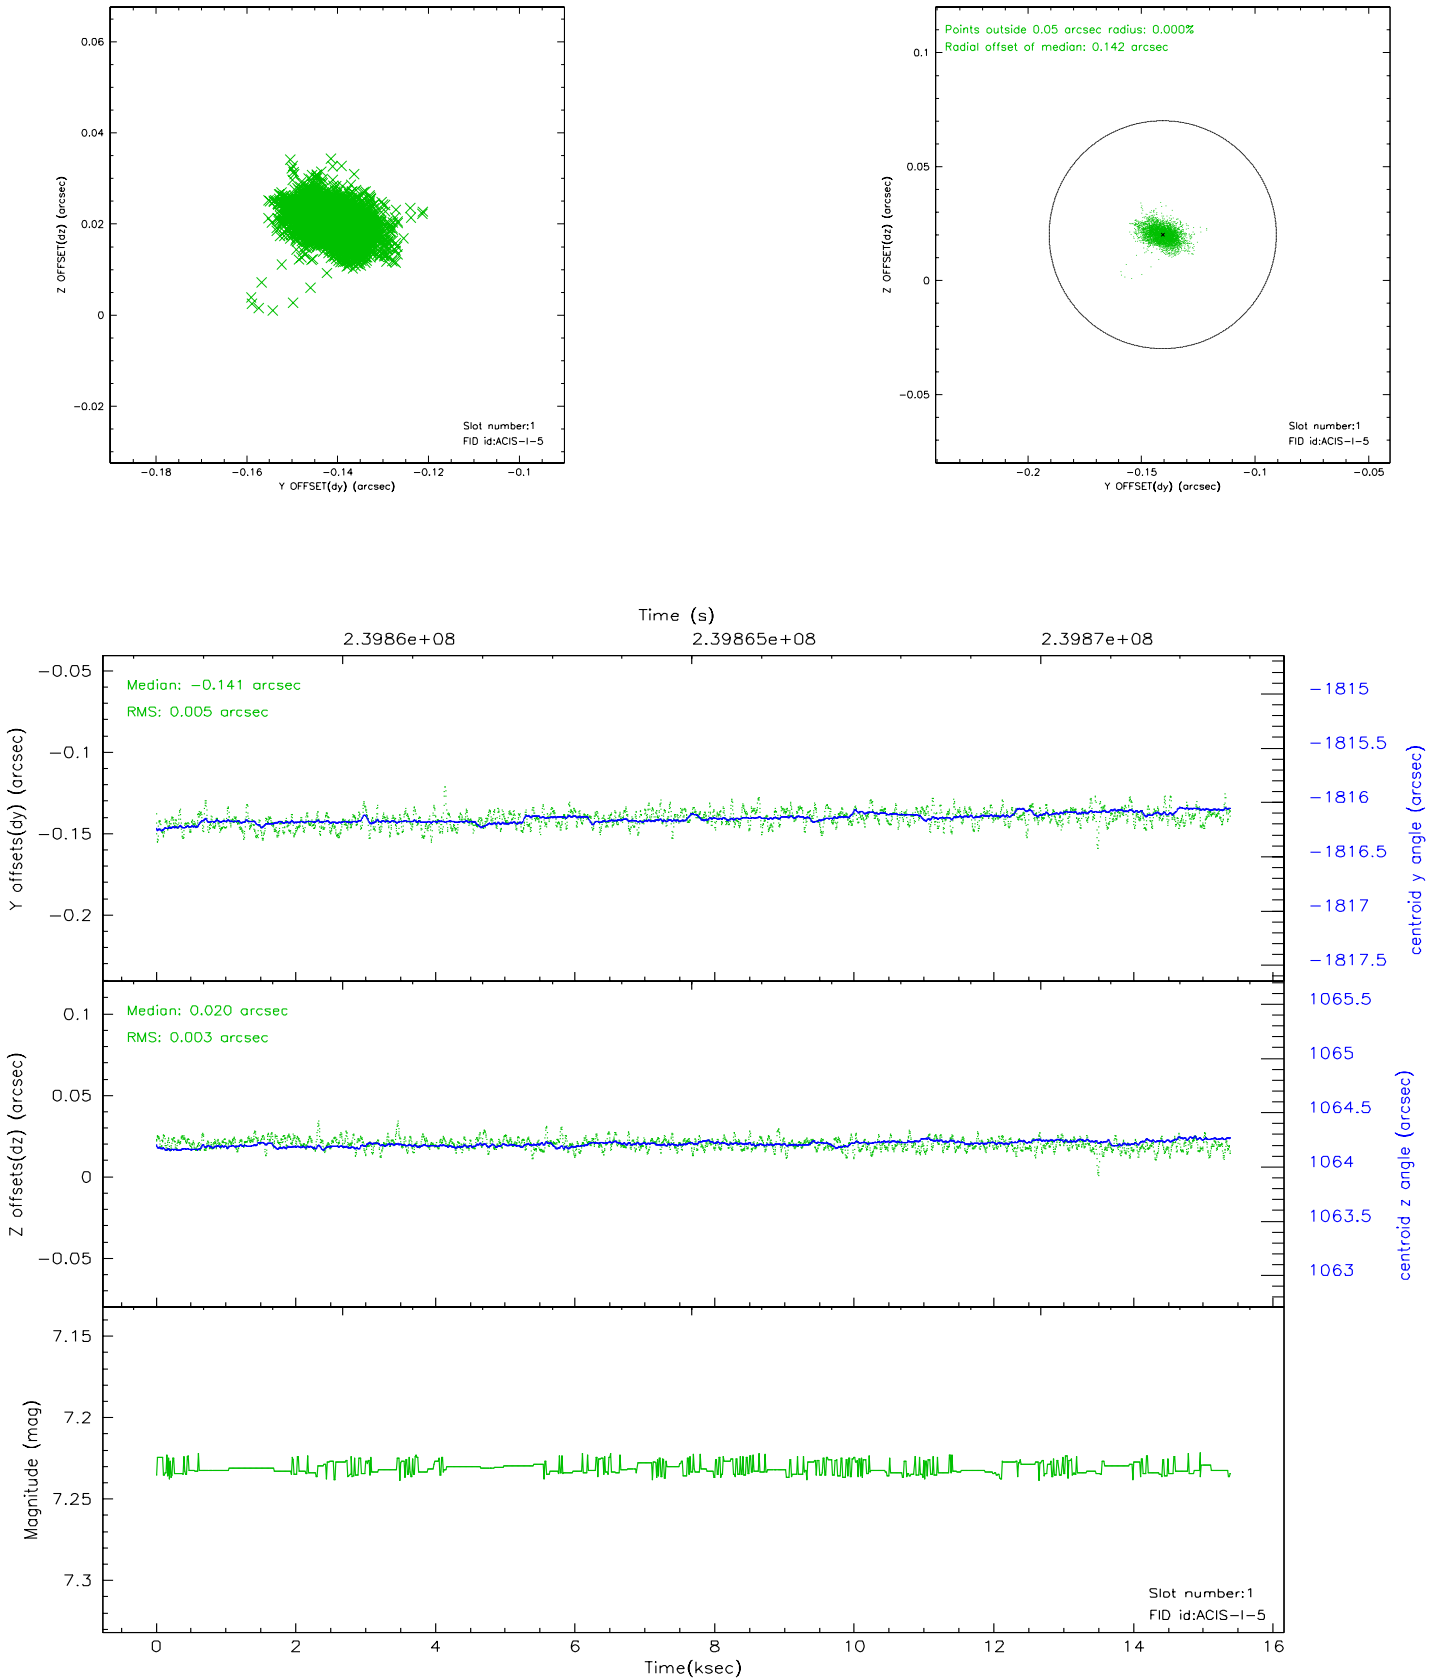 0.06
0.04
0.02
0
−0.02
Z OFFSET(dz) (arcsec)
Slot number:1
FID id:ACIS−I−5
−0.18
−0.16
−0.14
−0.12
−0.1
Y OFFSET(dy) (arcsec)
Points outside 0.05 arcsec radius: 0.000%
Radial offset of median: 0.142 arcsec
0.1
0.05
0
−0.05
Z OFFSET(dz) (arcsec)
Slot number:1
FID id:ACIS−I−5
−0.2
−0.15
−0.1
−0.05
Y OFFSET(dy) (arcsec)
Time (s)
2.3986e+08
2.39865e+08
2.3987e+08
−0.05
−0.1
−0.15
−0.2
Y offsets(dy) (arcsec)
Median: −0.141 arcsec
RMS: 0.005 arcsec
−1815
−1815.5
−1816
−1816.5
−1817
−1817.5
centroid y angle (arcsec)
0.1
0.05
0
−0.05
Z offsets(dz) (arcsec)
Median: 0.020 arcsec
RMS: 0.003 arcsec
1065.5
1065
1064.5
1064
1063.5
1063
centroid z angle (arcsec)
7.15
7.2
7.25
7.3
Magnitude (mag)
Slot number:1
FID id:ACIS−I−5
0
2
4
6
8
10
12
14
16
Time(ksec)